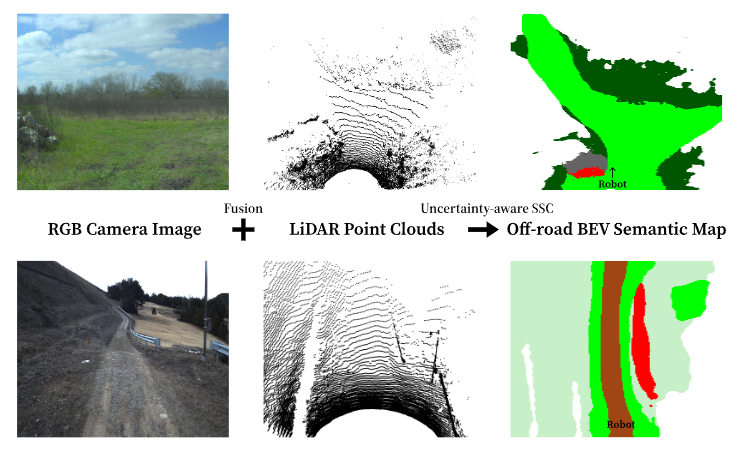 Robot
Fusion
Uncertainty-aware SSC
RGB Camera Image + LiDAR Point Clouds → Off-road BEV Semantic Map
Robot